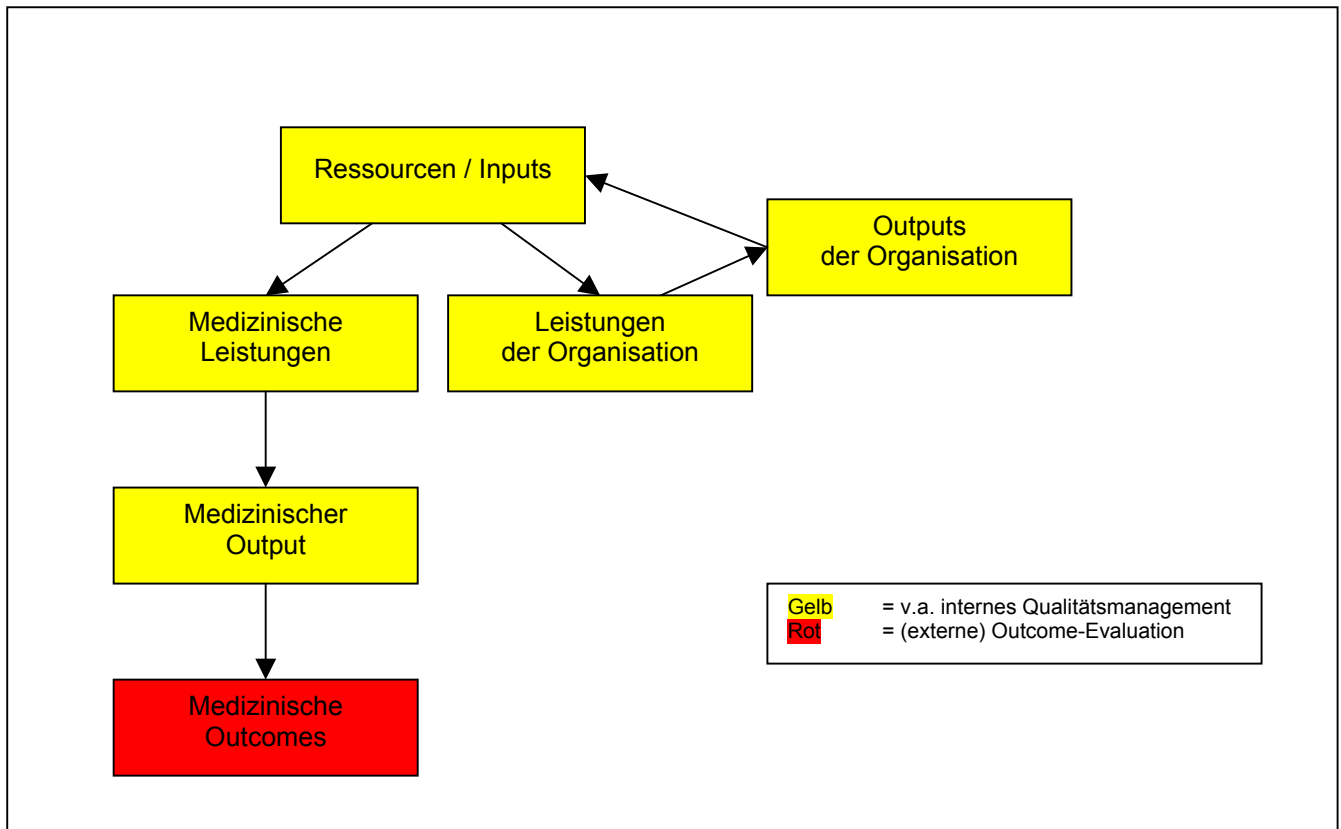 Ressourcen / Inputs
Outputs
der Organisation
Medizinische
Leistungen
Leistungen
der Organisation
Medizinischer
Output
Gelb = v.a. internes Qualitätsmanagement
Rot = (externe) Outcome-Evaluation
Medizinische
Outcomes